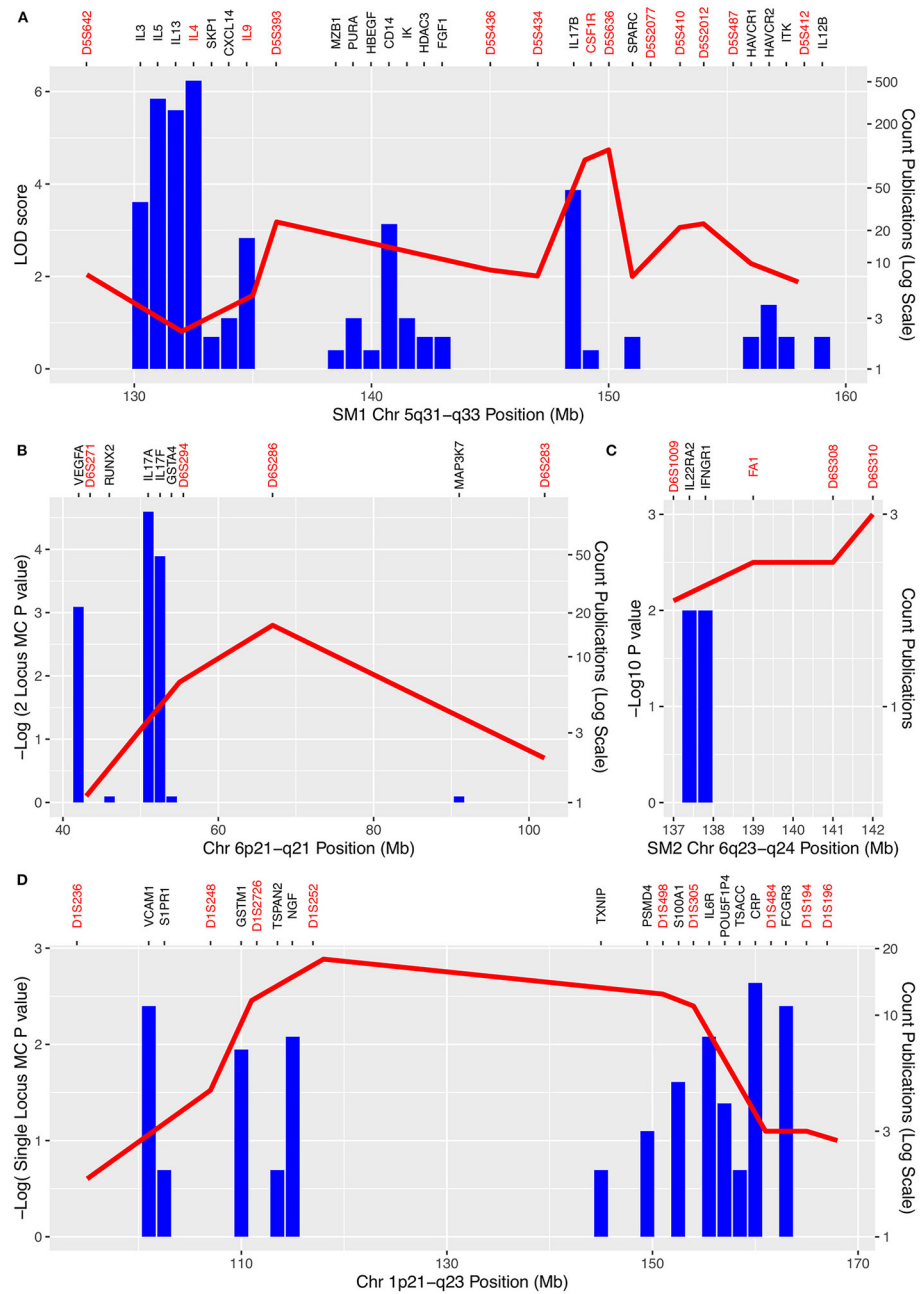 A
D5S642 IL3 IL5 IL13 IL4 SKP1 CXCL14 IL9 D5S393 MZB1 PURA HBEGF CD14 IK HDAC3 FGF1 D5S436 D5S434 IL17B CSF1R D5S636 SPARC D5S2077 D5S410 D5S2012 D5S487 HAVCR1 HAVCR2 ITK D5S412 IL12B
LOD score
6
4
2
0
500
200
50
20
10
3
1
Count Publications (Log Scale)
130 140 150 160
SM1 Chr 5q31−q33 Position (Mb)
B
VEGFA D6S271 RUNX2 IL17A IL17F GSTA4 D6S294 D6S286 MAP3K7 D6S283
−Log (2 Locus MC P value)
4
3
2
1
0
50
20
10
3
1
Count Publications (Log Scale)
40 60 80 100
Chr 6p21−q21 Position (Mb)
C
D6S1009 IL22RA2 IFNGR1 FA1 D6S308 D6S310
−Log10 P value
3
2
1
0
3
1
Count Publications
137 138 139 140 141 142
SM2 Chr 6q23−q24 Position (Mb)
D
D1S236 VCAM1 S1PR1 D1S248 GSTM1 D1S2726 TSPAN2 NGF D1S252 TXNIP PSMD4 D1S498 S100A1 D1S305 IL6R POU5F1P4 TSACC CRP D1S484 FCGR3 D1S194 D1S196
−Log( Single Locus MC P value)
3
2
1
0
20
10
3
1
Count Publications (Log Scale)
110 130 150 170
Chr 1p21−q23 Position (Mb)